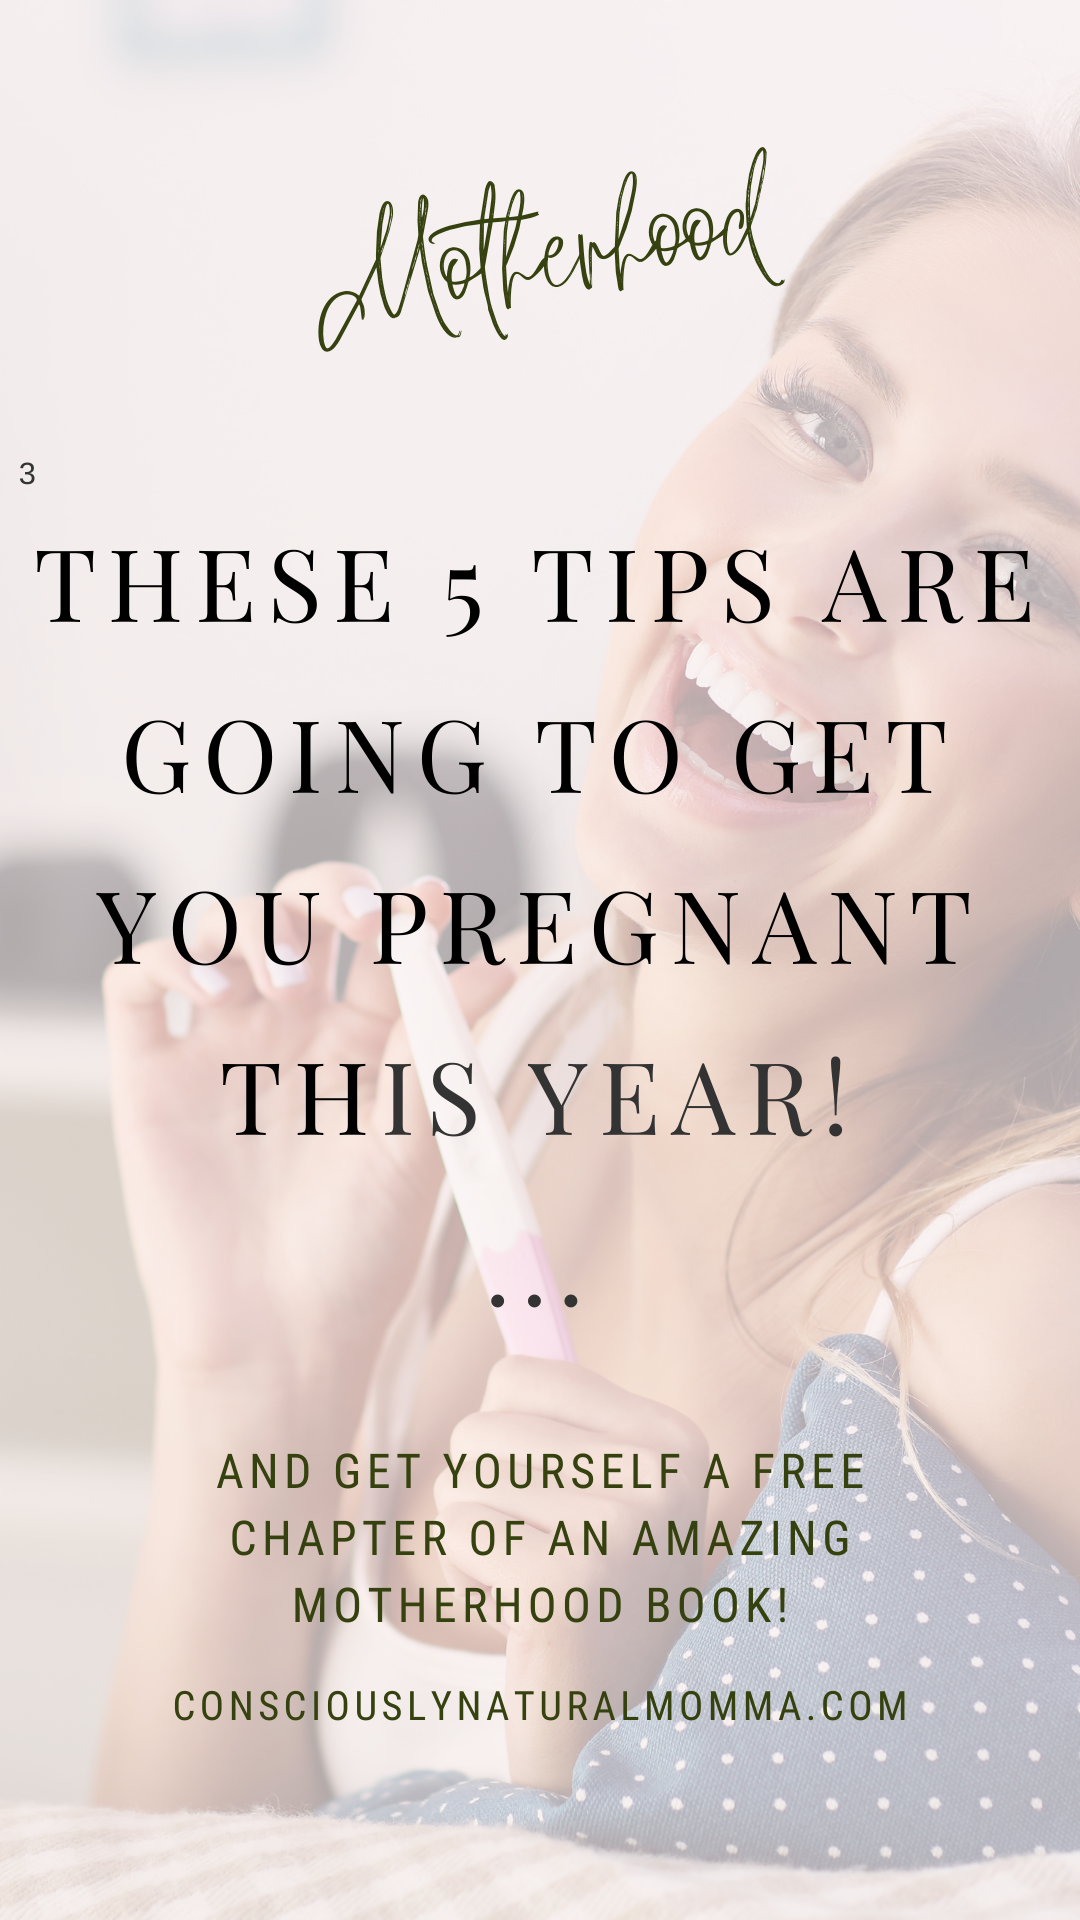 Motherhood
3
THESE 5 TIPS ARE
GOING TO GET
YOU PREGNANT
THIS YEAR!
...
AND GET YOURSELF A FREE
CHAPTER OF AN AMAZING
MOTHERHOOD BOOK!
CONSCIOUSLYNATURALMOMMA.COM